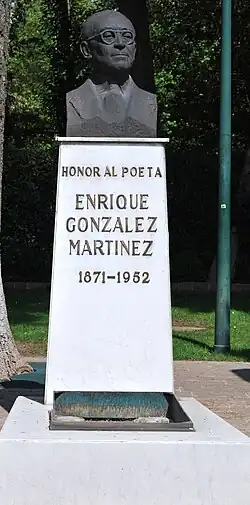 HONOR AL POETA
ENRIQUE
GONZALEZ
MARTINEZ
1871-1952